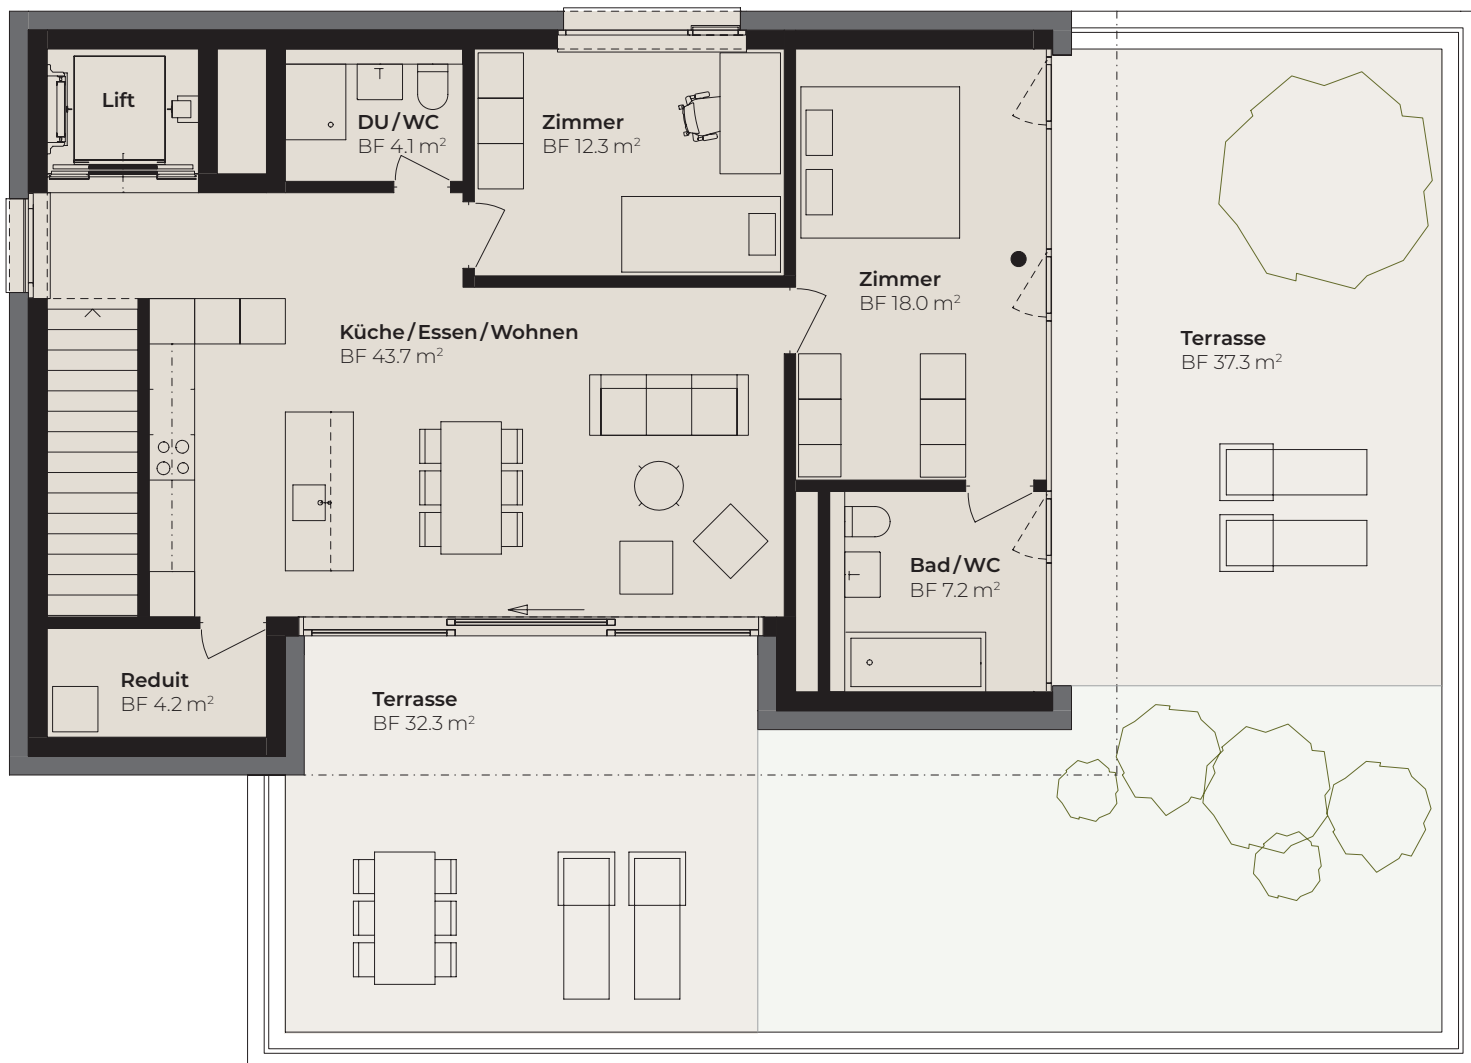 Lift
DU/WC
BF 4.1 m²
Zimmer
BF 12.3 m²
Zimmer
BF 18.0 m²
Küche/Essen/Wohnen
BF 43.7 m²
Terrasse
BF 37.3 m²
Bad/WC
BF 7.2 m²
Reduit
BF 4.2 m²
Terrasse
BF 32.3 m²